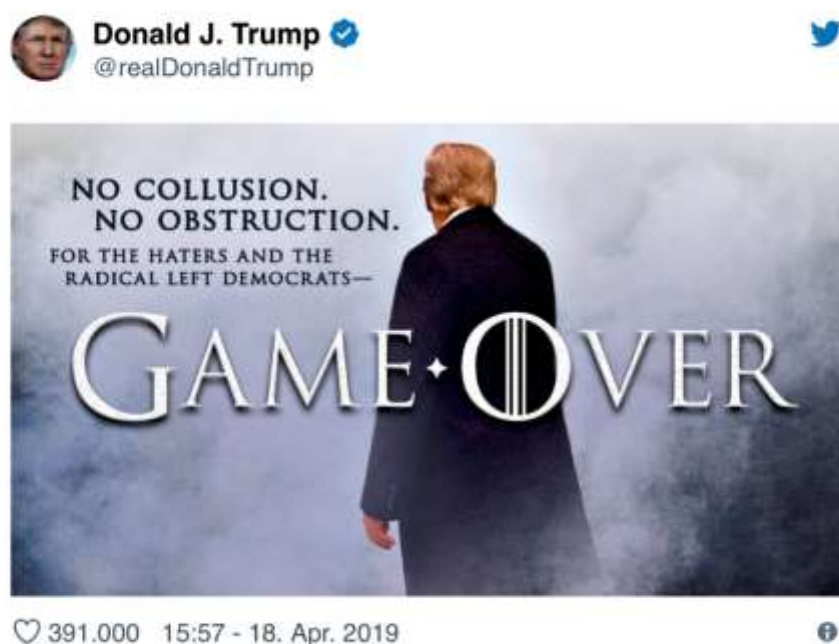 Donald J. Trump
@realDonaldTrump
NO COLLUSION.
NO OBSTRUCTION.
FOR THE HATERS AND THE
RADICAL LEFT DEMOCRATS—
GAME OVER
391.000 15:57 - 18. Apr. 2019